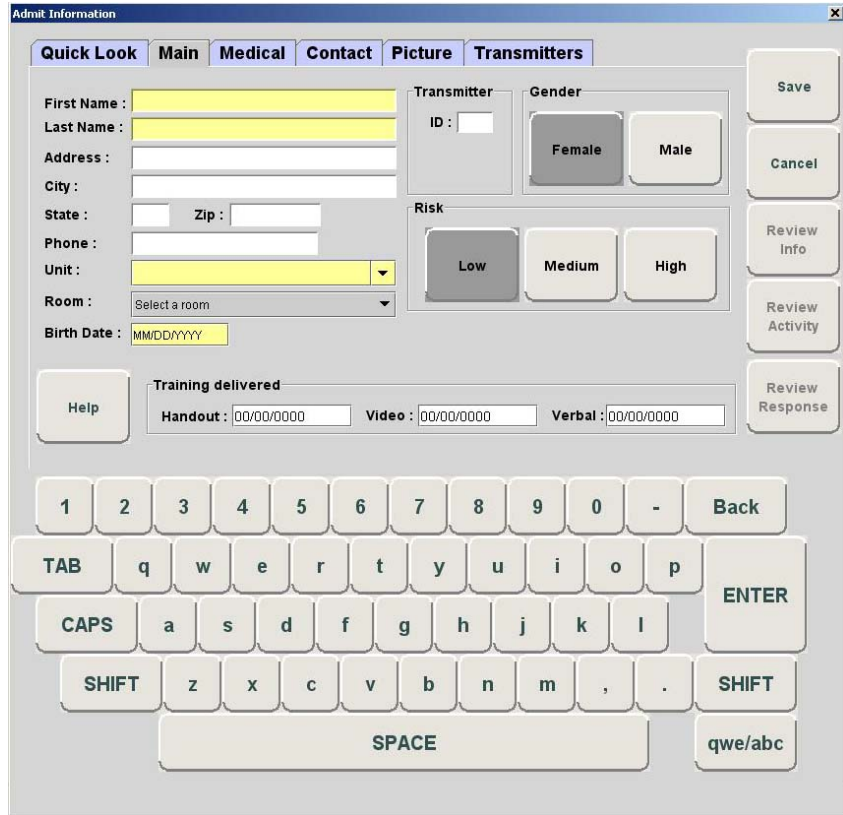 Admit Information
Quick Look Main Medical Contact Picture Transmitters
First Name :
Last Name :
Address :
City :
State : Zip :
Phone :
Unit :
Room : Select a room
Birth Date : MM/DD/YYYY
Transmitter
ID :
Gender
Female Male
Risk
Low Medium High
Save
Cancel
Review
Info
Review
Activity
Review
Response
Help
Training delivered
Handout : 00/00/0000 Video : 00/00/0000 Verbal : 00/00/0000
1 2 3 4 5 6 7 8 9 0 - Back
TAB q w e r t y u i o p
ENTER
CAPS a s d f g h j k l
SHIFT z x c v b n m , . SHIFT
SPACE qwe/abc